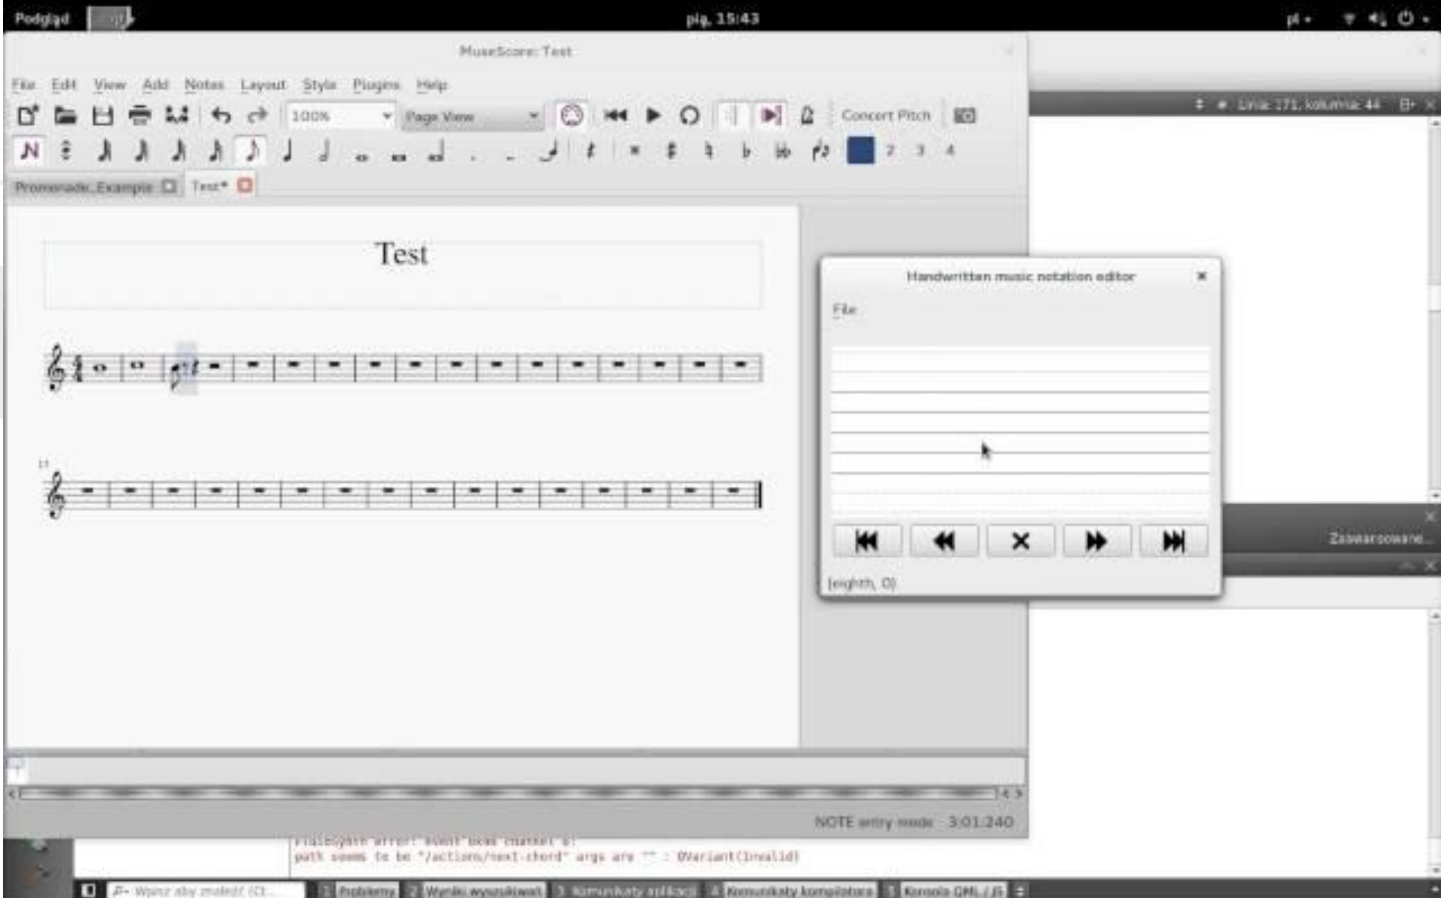 Podgląd
pią, 15:43
pl
MuseScore: Test
File Edit View Add Notes Layout Style Plugins Help
100% Page View Concert Pitch
2 3 4
Promenade_Example Test*
Linia: 171, kolumna: 44
Test
Handwritten music notation editor
File
(eighth, 0)
Zaawansowane...
NOTE entry mode 3:01:240
path seems to be "/actions/next-chord" args are "" : QVariant(Invalid)
1 Problemy 2 Wyniki wyszukiwań 3 Komunikaty aplikacji 4 Komunikaty kompilatora 5 Konsola QML / JS